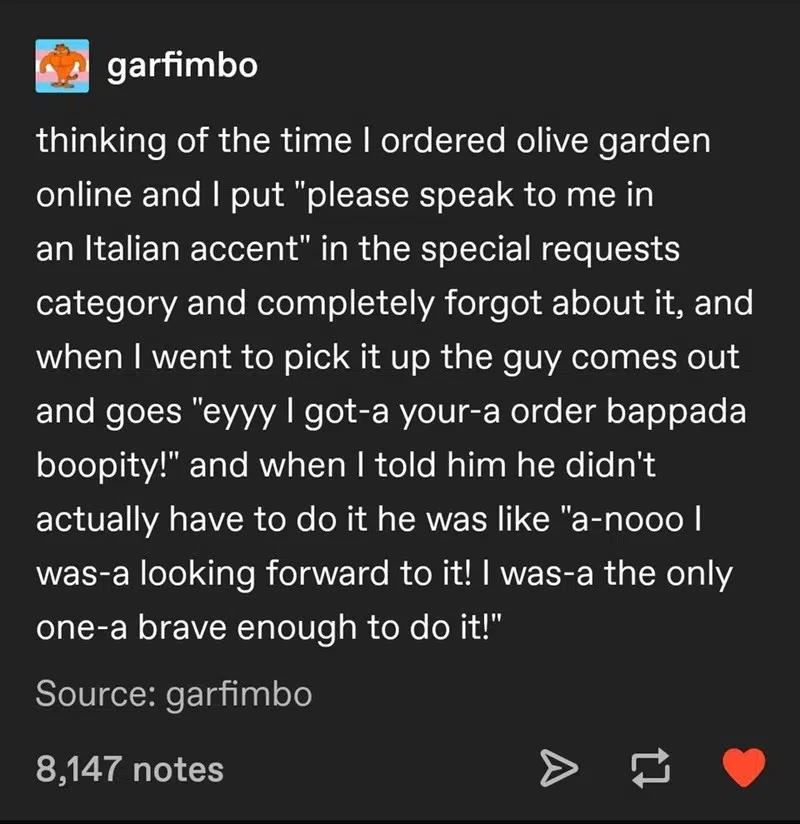 garfimbo
thinking of the time I ordered olive garden
online and I put "please speak to me in
an Italian accent" in the special requests
category and completely forgot about it, and
when I went to pick it up the guy comes out
and goes "eyyy I got-a your-a order bappada
boopity!" and when I told him he didn't
actually have to do it he was like "a-nooo I
was-a looking forward to it! I was-a the only
one-a brave enough to do it!"
Source: garfimbo
8,147 notes